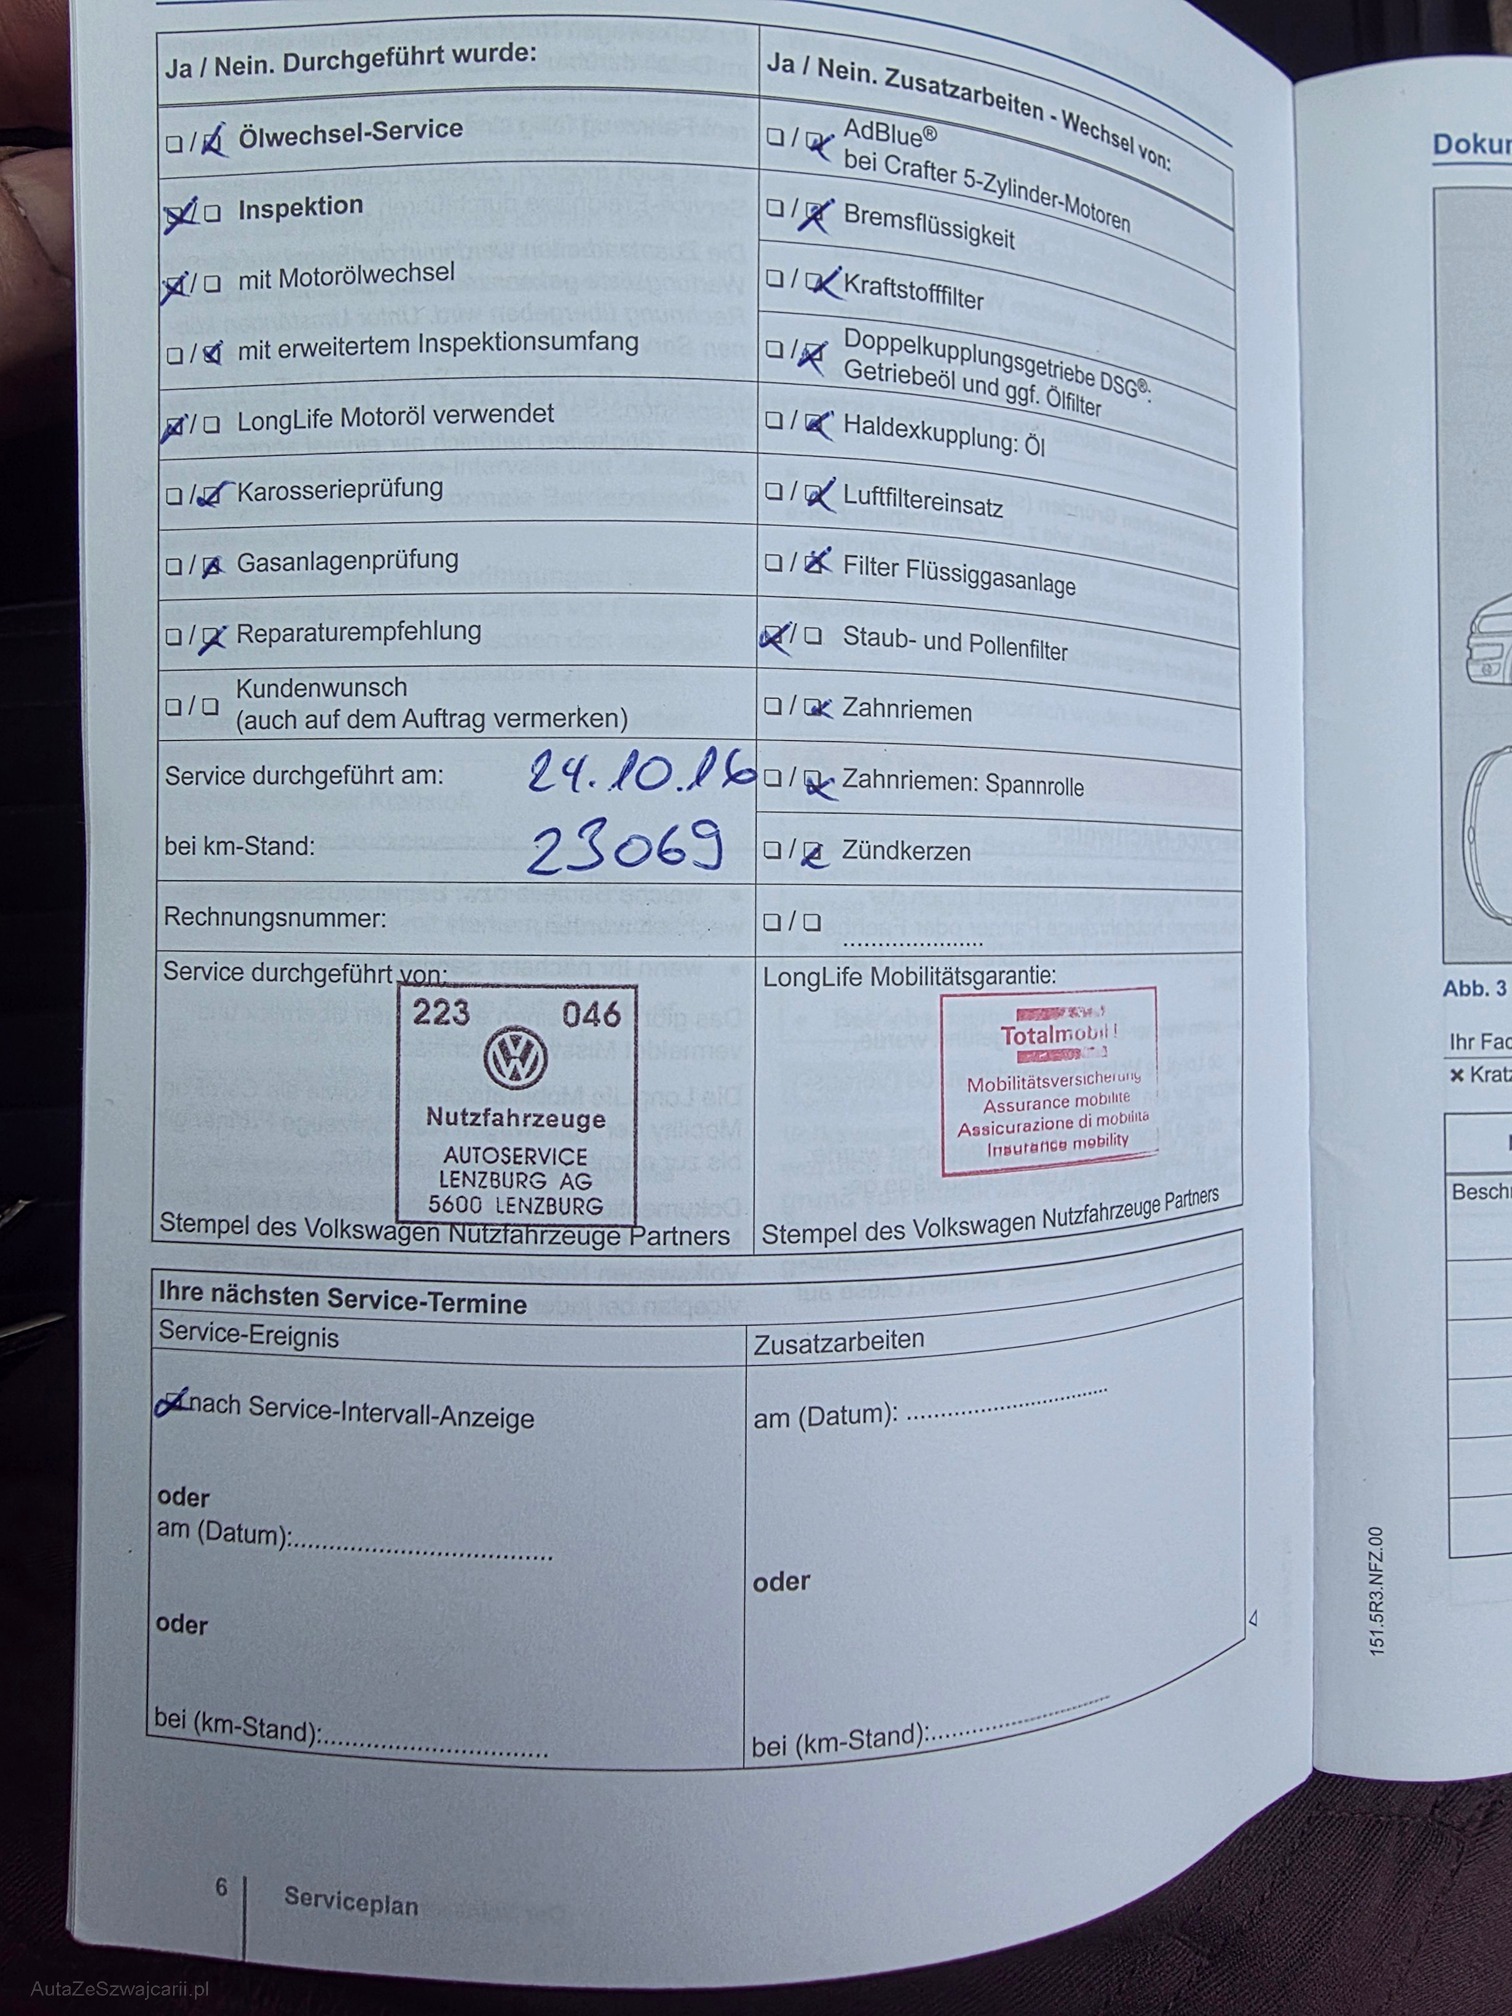 Ja / Nein. Durchgeführt wurde:
❏ / ❏ Ölwechsel-Service
❏ / ❏ Inspektion
❏ / ❏ mit Motorölwechsel
❏ / ❏ mit erweitertem Inspektionsumfang
❏ / ❏ LongLife Motoröl verwendet
❏ / ❏ Karosserieprüfung
❏ / ❏ Gasanlagenprüfung
❏ / ❏ Reparaturempfehlung
❏ / ❏ Kundenwunsch
(auch auf dem Auftrag vermerken)
Service durchgeführt am: 24.10.16
bei km-Stand: 23069
Rechnungsnummer:
Service durchgeführt von:
223 046
Nutzfahrzeuge
AUTOSERVICE
LENZBURG AG
5600 LENZBURG
Stempel des Volkswagen Nutzfahrzeuge Partners
Ja / Nein. Zusatzarbeiten - Wechsel von:
❏ / ❏ AdBlue®
bei Crafter 5-Zylinder-Motoren
❏ / ❏ Bremsflüssigkeit
❏ / ❏ Kraftstofffilter
❏ / ❏ Doppelkupplungsgetriebe DSG®:
Getriebeöl und ggf. Ölfilter
❏ / ❏ Haldexkupplung: Öl
❏ / ❏ Luftfiltereinsatz
❏ / ❏ Filter Flüssiggasanlage
❏ / ❏ Staub- und Pollenfilter
❏ / ❏ Zahnriemen
❏ / ❏ Zahnriemen: Spannrolle
❏ / ❏ Zündkerzen
❏ / ❏ ......................
LongLife Mobilitätsgarantie:
Totalmobil!
Mobilitätsversicherung
Assurance mobilité
Assicurazione di mobilità
Insurance mobility
Stempel des Volkswagen Nutzfahrzeuge Partners
Ihre nächsten Service-Termine
Service-Ereignis
nach Service-Intervall-Anzeige
oder
am (Datum):......................................
oder
bei (km-Stand):.................................
Zusatzarbeiten
am (Datum): ..............................
oder
bei (km-Stand):...........................
6 Serviceplan
Dokur
Abb. 3
Ihr Fac
× Kratz
Besch
151.5R3.NFZ.00
AutaZeSzwajcarii.pl